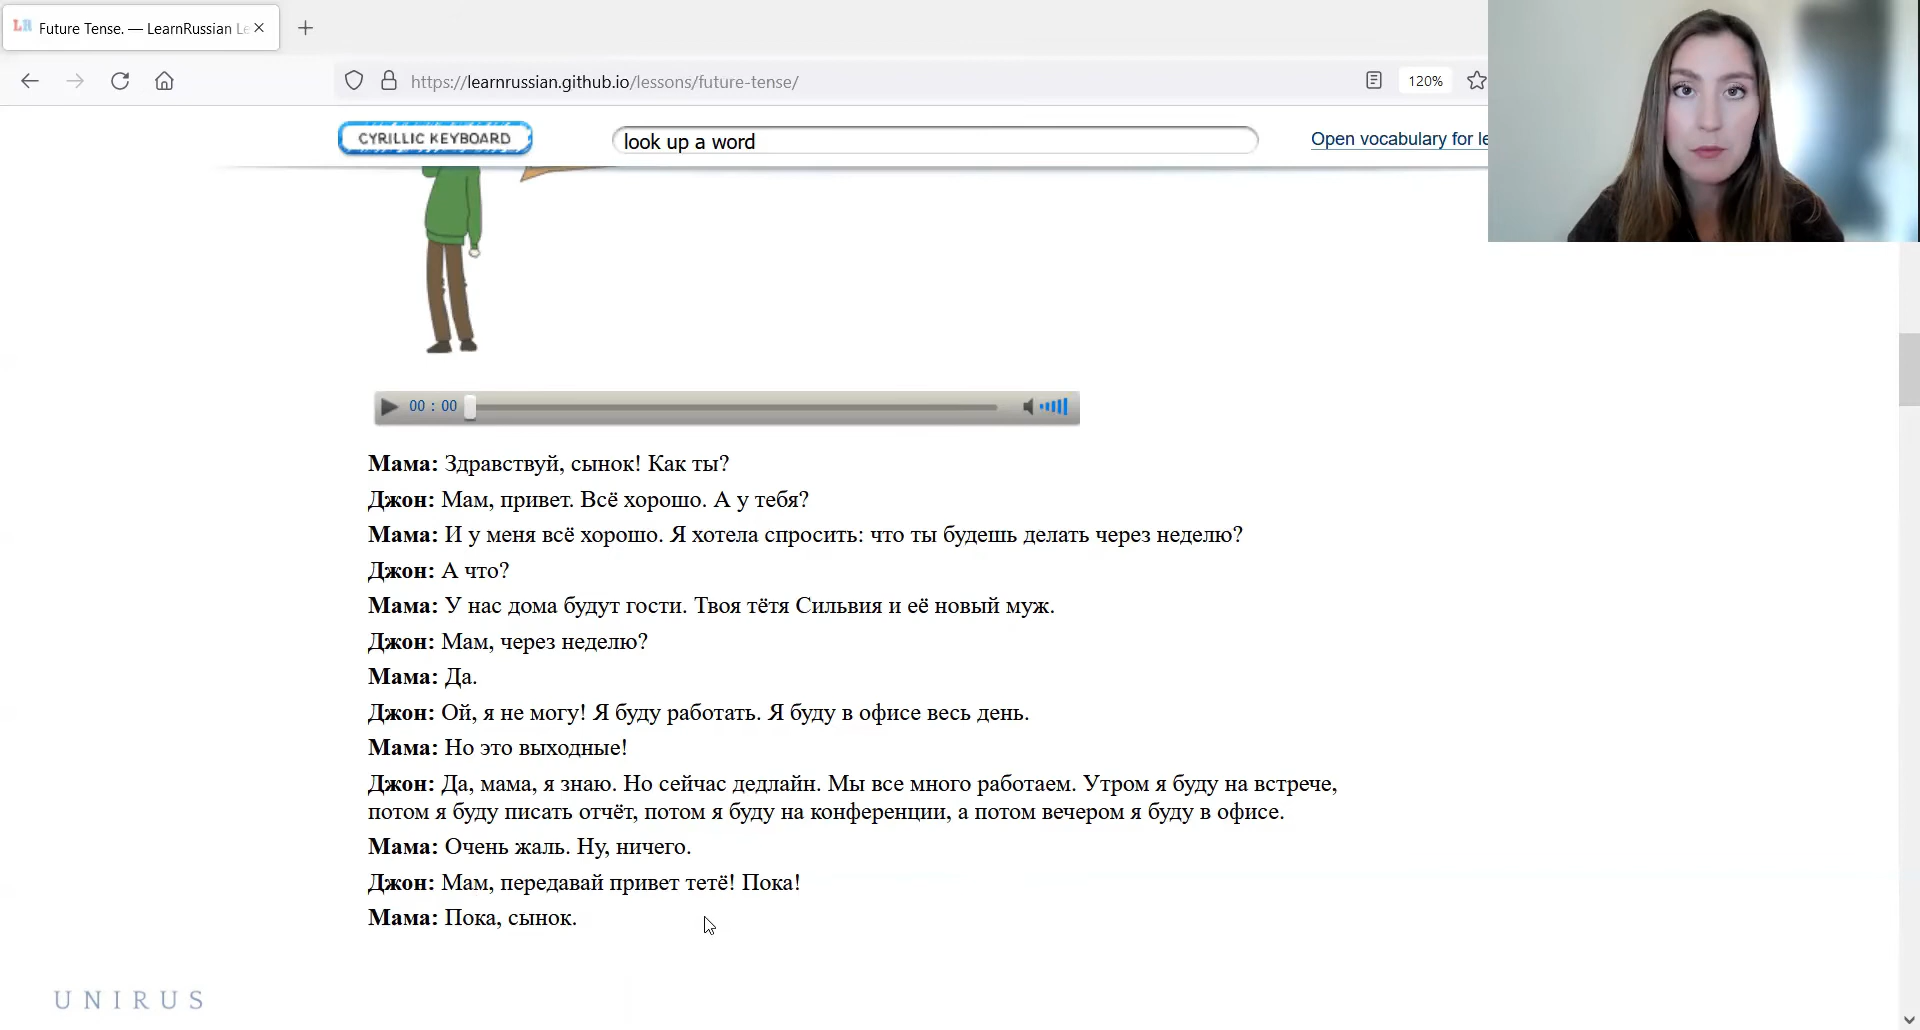 LR Future Tense. — LearnRussian Le
https://learnrussian.github.io/lessons/future-tense/
120%
CYRILLIC KEYBOARD
look up a word
Open vocabulary for le
00 : 00
Мама: Здравствуй, сынок! Как ты?
Джон: Мам, привет. Всё хорошо. А у тебя?
Мама: И у меня всё хорошо. Я хотела спросить: что ты будешь делать через неделю?
Джон: А что?
Мама: У нас дома будут гости. Твоя тётя Сильвия и её новый муж.
Джон: Мам, через неделю?
Мама: Да.
Джон: Ой, я не могу! Я буду работать. Я буду в офисе весь день.
Мама: Но это выходные!
Джон: Да, мама, я знаю. Но сейчас дедлайн. Мы все много работаем. Утром я буду на встрече,
потом я буду писать отчёт, потом я буду на конференции, а потом вечером я буду в офисе.
Мама: Очень жаль. Ну, ничего.
Джон: Мам, передавай привет тетё! Пока!
Мама: Пока, сынок.
UNIRUS